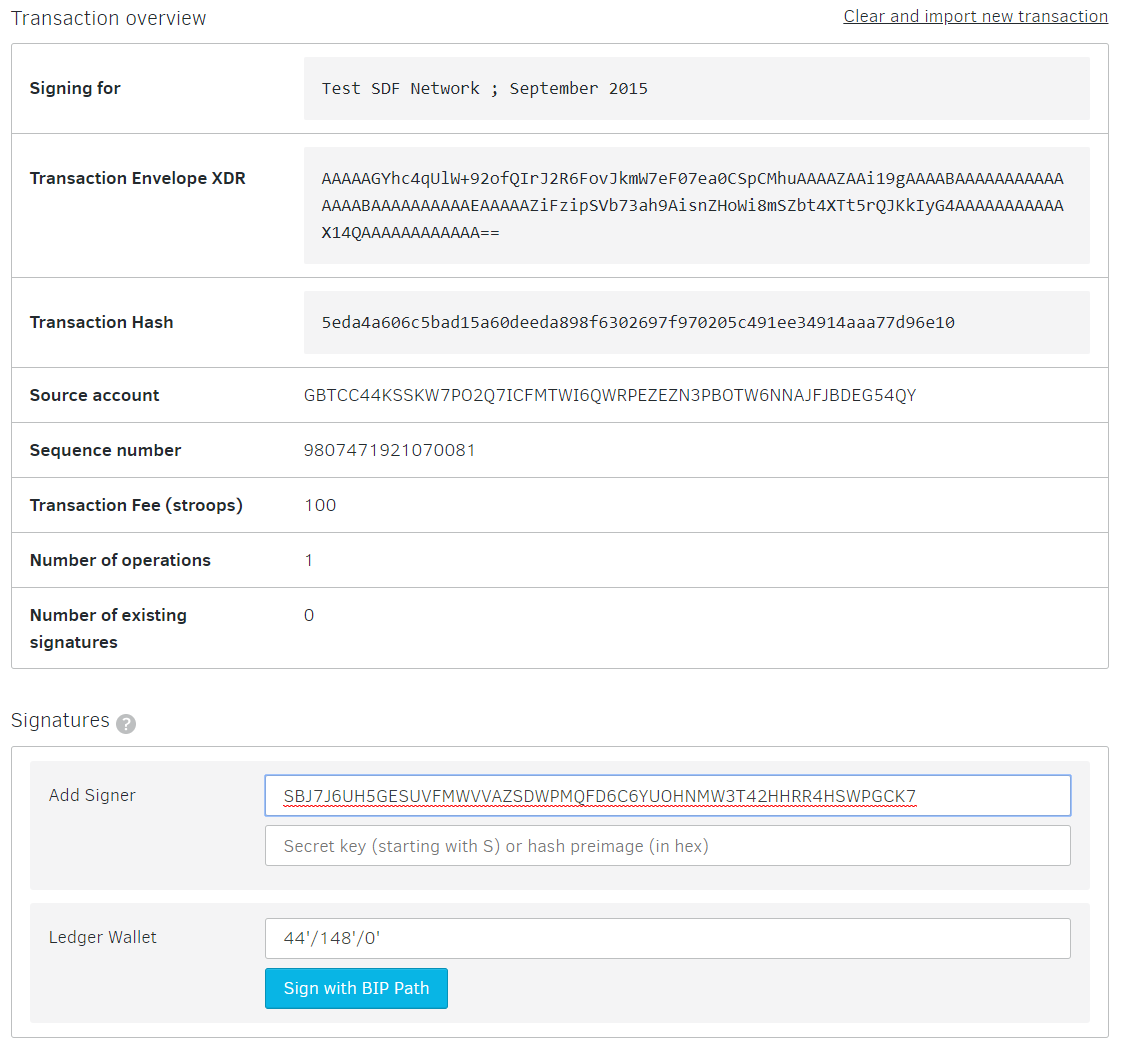 Transaction overview
Clear and import new transaction
Signing for
Test SDF Network ; September 2015
Transaction Envelope XDR
AAAAAGYhc4qUlW+92ofQIrJ2R6FovJkmW7eF07ea0CSpCMhuAAAAZAAi19gAAAABAAAAAAAAAAA
AAAABAAAAAAAAAAEAAAAAZiFzipSVb73ah9AisnZHoWi8mSZbt4XTt5rQJKkIyG4AAAAAAAAAAA
X14QAAAAAAAAAAAA==
Transaction Hash
5eda4a606c5bad15a60deeda898f6302697f970205c491ee34914aaa77d96e10
Source account
GBTCC44KSSKW7PO2Q7ICFMTWI6QWRPEZEZN3PBOTW6NNAJFJBDEG54QY
Sequence number
9807471921070081
Transaction Fee (stroops)
100
Number of operations
1
Number of existing
signatures
0
Signatures ?
Add Signer
SBJ7J6UH5GESUVFMWVVAZSDWPMQFD6C6YUOHNMW3T42HHRR4HSWPGCK7
Secret key (starting with S) or hash preimage (in hex)
Ledger Wallet
44'/148'/0'
Sign with BIP Path